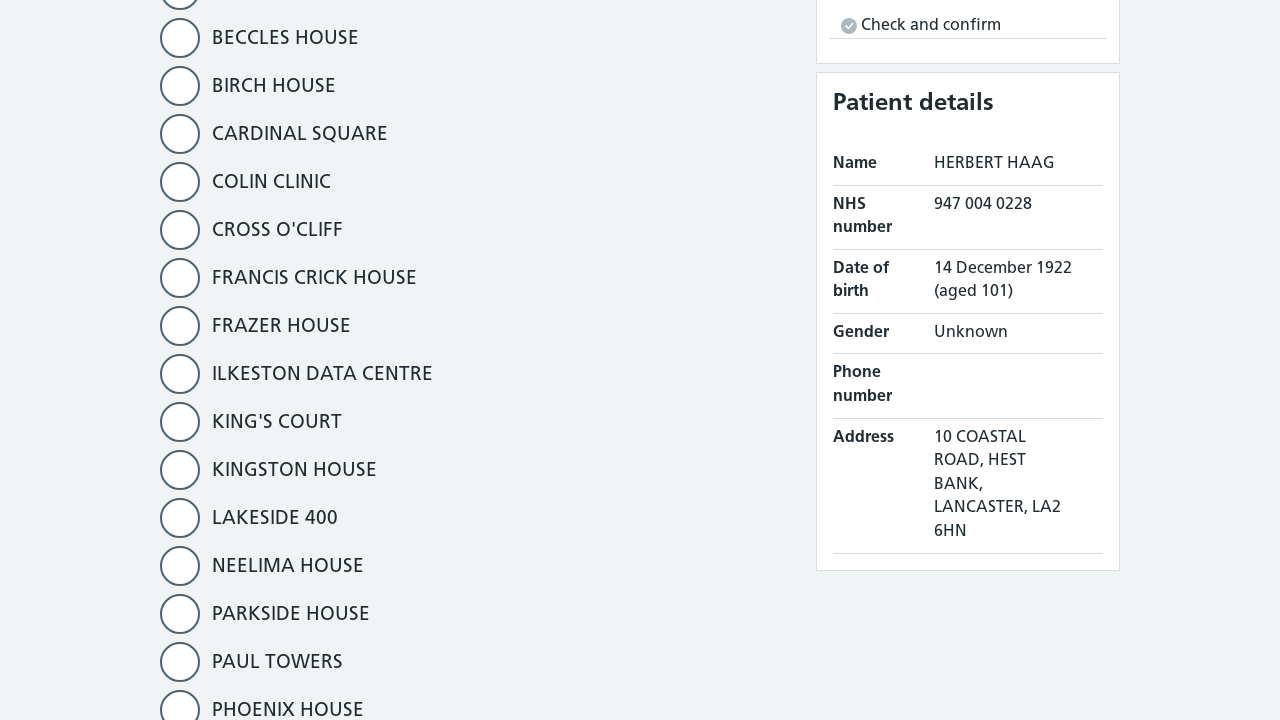 BECCLES HOUSE
BIRCH HOUSE
CARDINAL SQUARE
COLIN CLINIC
CROSS O'CLIFF
FRANCIS CRICK HOUSE
FRAZER HOUSE
ILKESTON DATA CENTRE
KING'S COURT
KINGSTON HOUSE
LAKESIDE 400
NEELIMA HOUSE
PARKSIDE HOUSE
PAUL TOWERS
PHOENIX HOUSE
Check and confirm
Patient details
Name HERBERT HAAG
NHS number 947 004 0228
Date of birth 14 December 1922 (aged 101)
Gender Unknown
Phone number
Address 10 COASTAL
ROAD, HEST
BANK,
LANCASTER, LA2
6HN